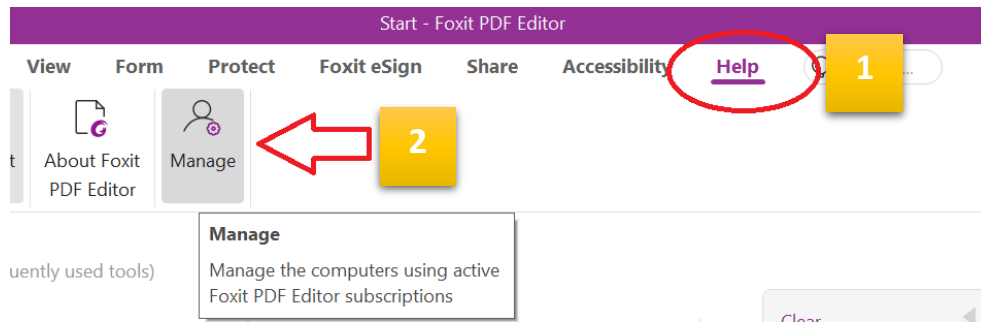 Start - Foxit PDF Editor
View Form Protect Foxit eSign Share Accessibility Help
1
...
t About Foxit PDF Editor
Manage
2
Manage
Manage the computers using active
Foxit PDF Editor subscriptions
uently used tools)
Clear